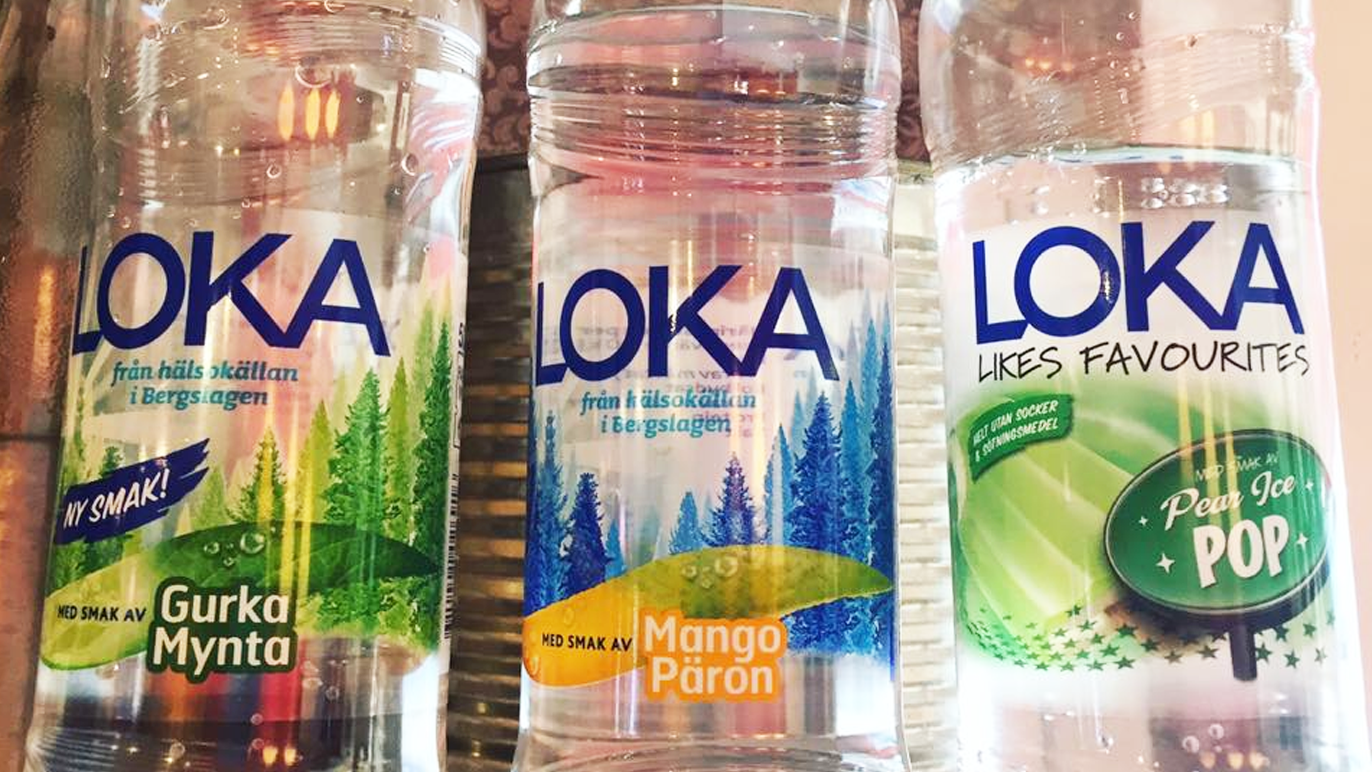 LOKA
från hälsokällan
i Bergslagen
NY SMAK!
MED SMAK AV
Gurka
Mynta
LOKA
från hälsokällan
i Bergslagen
MED SMAK AV
Mango
Päron
LOKA
LIKES FAVOURITES
HELT UTAN SOCKER
& SÖTNINGSMEDEL
MED SMAK AV
Pear Ice
POP